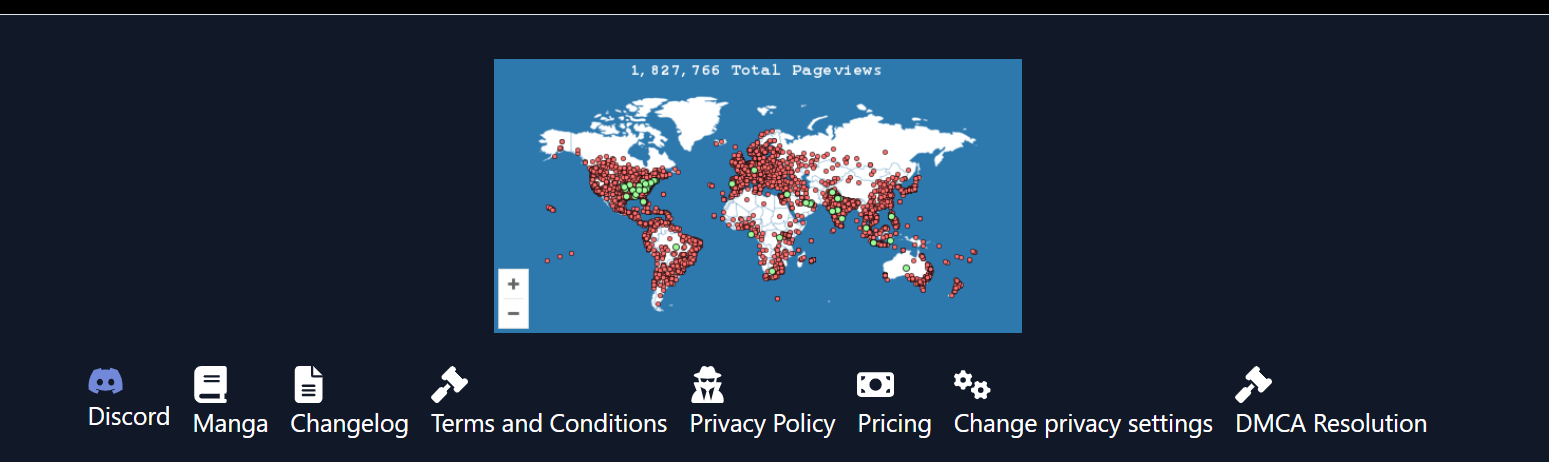 1,827,766 Total Pageviews
+
−
Discord Manga Changelog Terms and Conditions Privacy Policy Pricing Change privacy settings DMCA Resolution